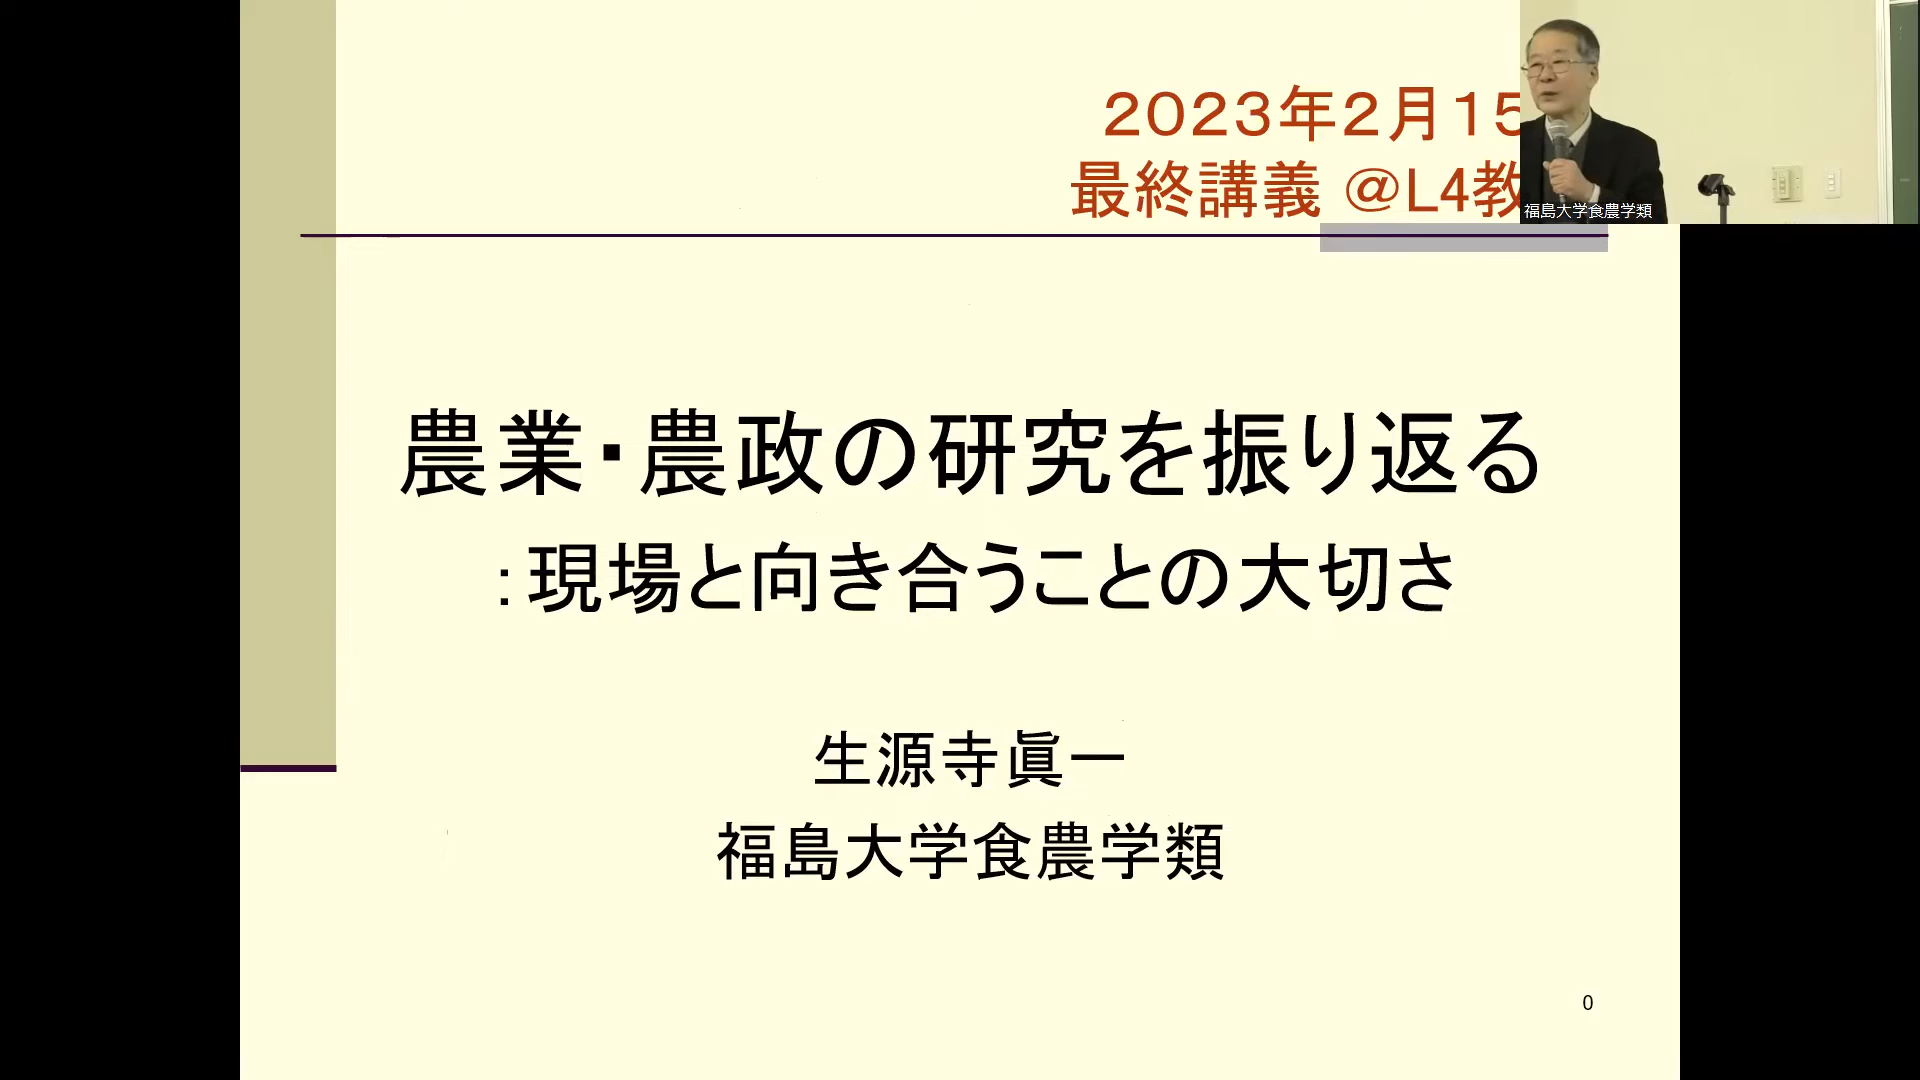 2023年2月15
最終講義 @L4教
福島大学食農学類
農業・農政の研究を振り返る
:現場と向き合うことの大切さ
生源寺眞一
福島大学食農学類
0